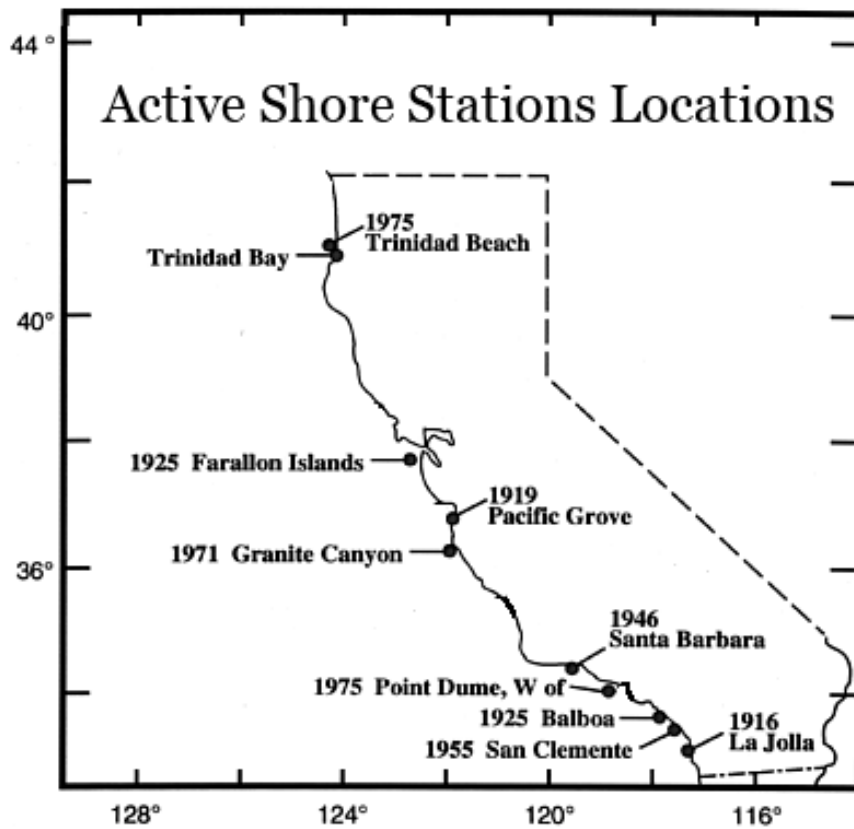 44°
Active Shore Stations Locations
1975
Trinidad Beach
Trinidad Bay
40°
1925 Farallon Islands
1919
Pacific Grove
1971 Granite Canyon
36°
1946
Santa Barbara
1975 Point Dume, W of
1925 Balboa
1916
La Jolla
1955 San Clemente
128°
124°
120°
116°